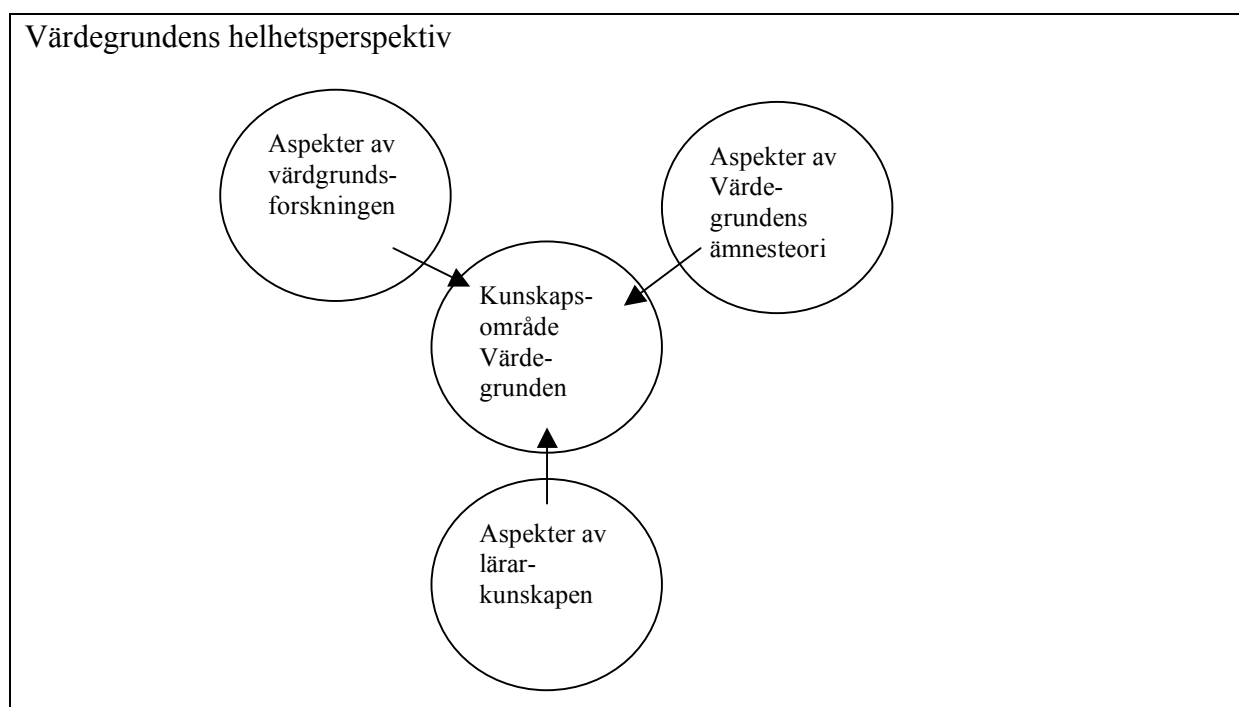 Värdegrundens helhetsperspektiv
Aspekter av
värdgrunds-
forskningen
Aspekter av
Värde-
grundens
ämnesteori
Kunskaps-
område
Värde-
grunden
Aspekter av
lärar-
kunskapen